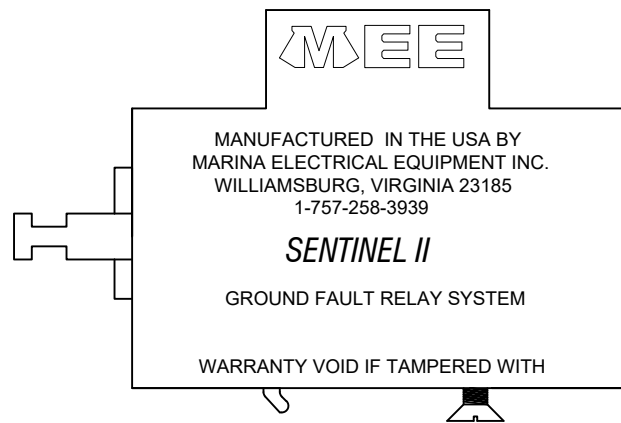 MEE
MANUFACTURED IN THE USA BY
MARINA ELECTRICAL EQUIPMENT INC.
WILLIAMSBURG, VIRGINIA 23185
1-757-258-3939
SENTINEL II
GROUND FAULT RELAY SYSTEM
WARRANTY VOID IF TAMPERED WITH